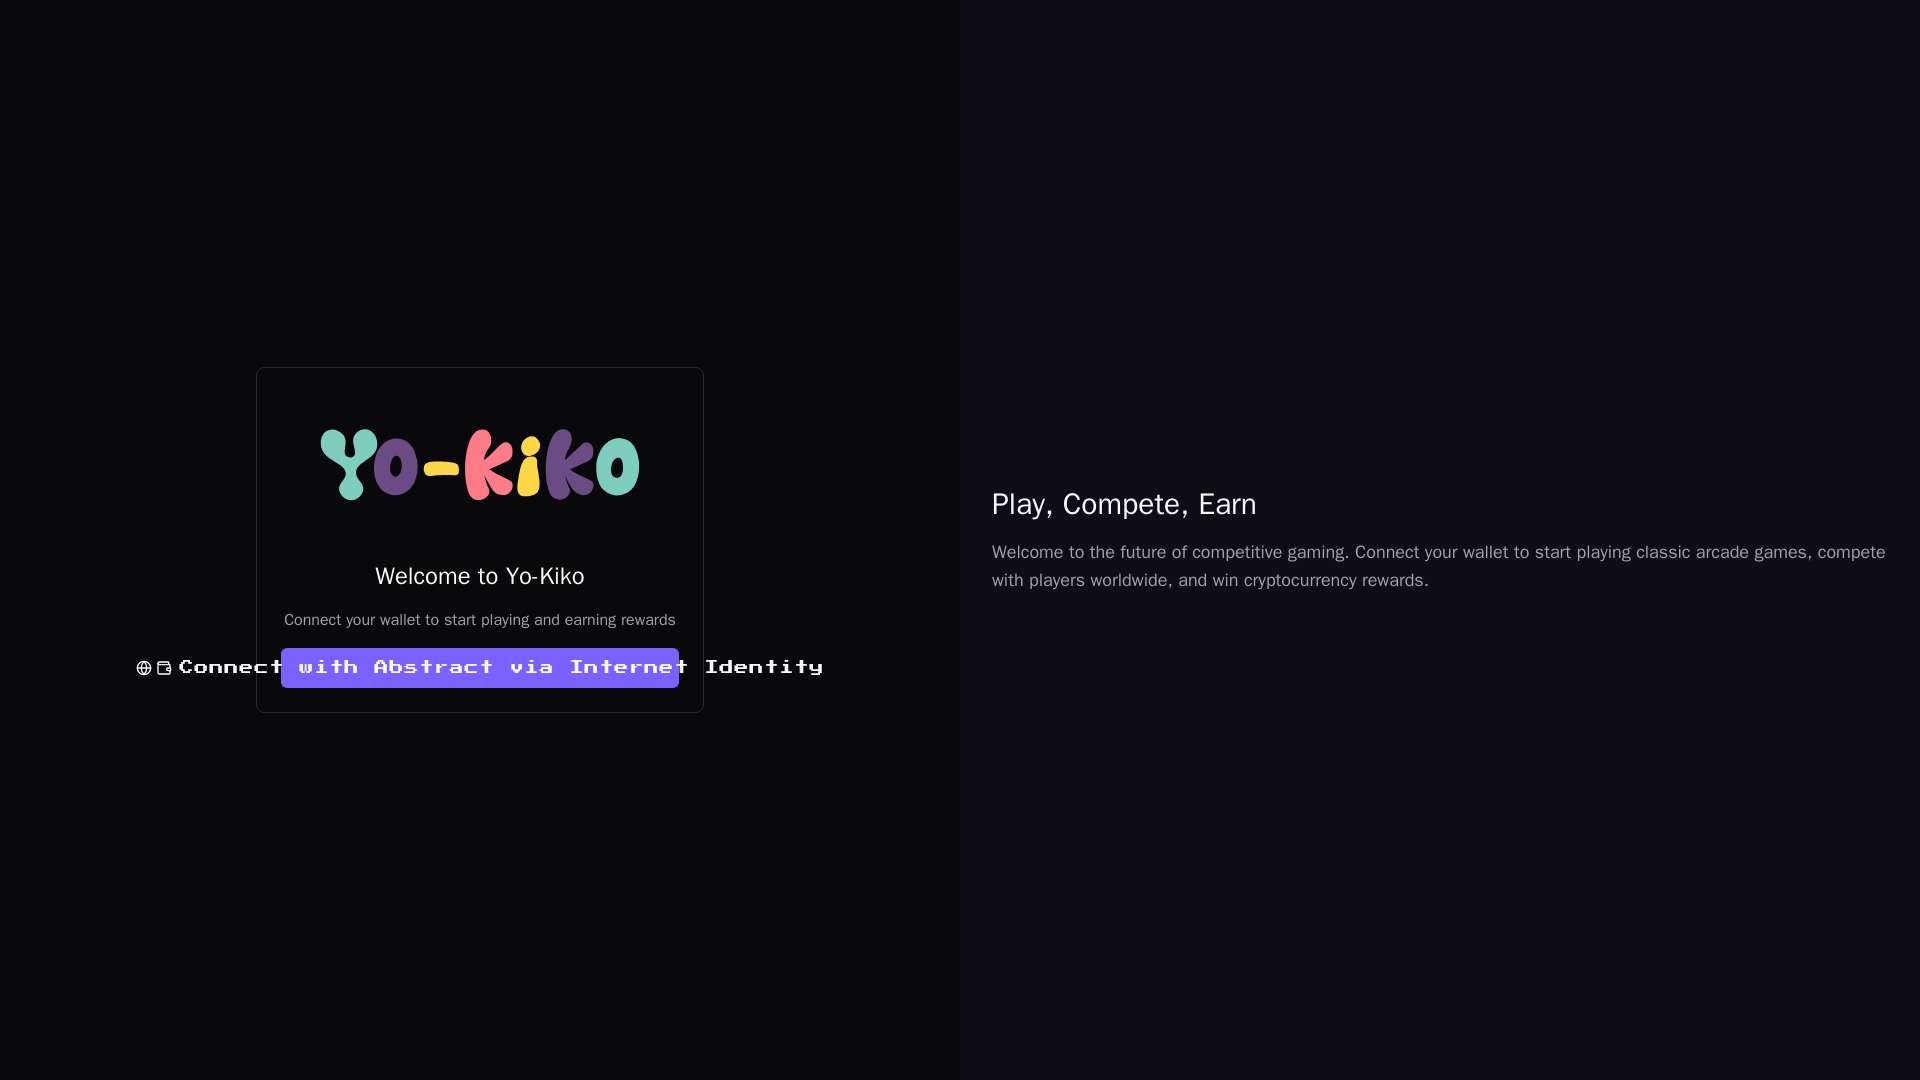 Yo-Kiko
Welcome to Yo-Kiko
Connect your wallet to start playing and earning rewards
Connect with Abstract via Internet Identity
Play, Compete, Earn
Welcome to the future of competitive gaming. Connect your wallet to start playing classic arcade games, compete
with players worldwide, and win cryptocurrency rewards.